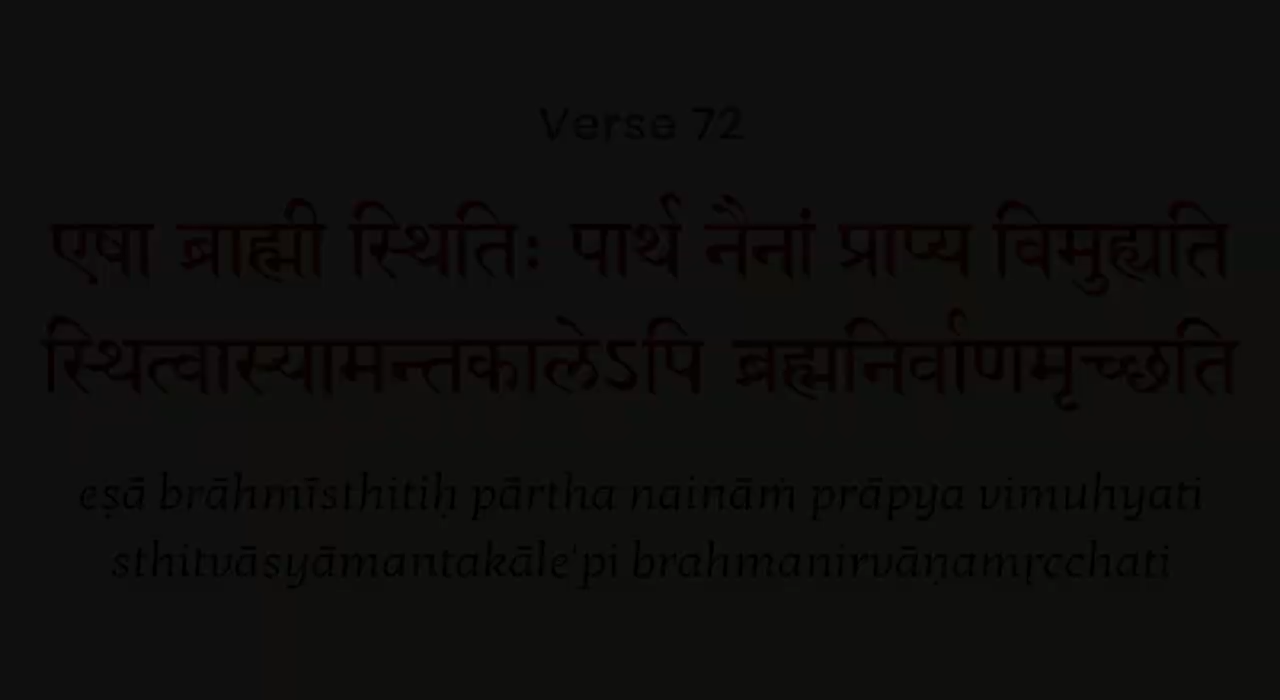 Verse 72
एषा ब्राह्मी स्थितिः पार्थ नैनां प्राप्य विमुह्यति
स्थित्वास्यामन्तकालेऽपि ब्रह्मनिर्वाणमृच्छति
eṣā brāhmīsthitiḥ pārtha naināṁ prāpya vimuhyati
sthitvāsyāmantakāle'pi brahmanirvāṇamṛcchati